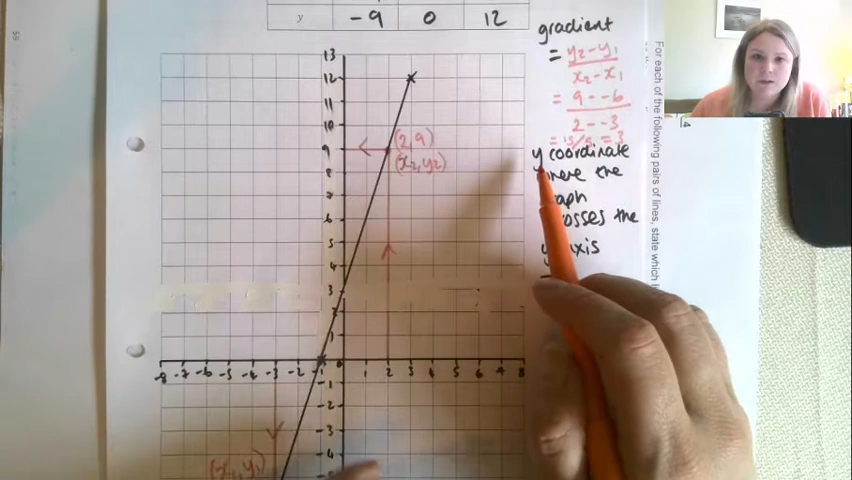 y -9 0 12
gradient
= y₂-y₁
x₂-x₁
= 9--6
2--3
= 15/5 = 3
y coordinate
where the
graph
crosses the
axis
13
12
11
10
9
8
7
6
5
4
3
2
1
(2,9)
(x₂,y₂)
-8 -7 -6 -5 -4 -3 -2 -1 0 1 2 3 4 5 6 7 8
-1
-2
-3
-4
-5
(x₁,y₁)
For each of the following pairs of lines, state which
4
59